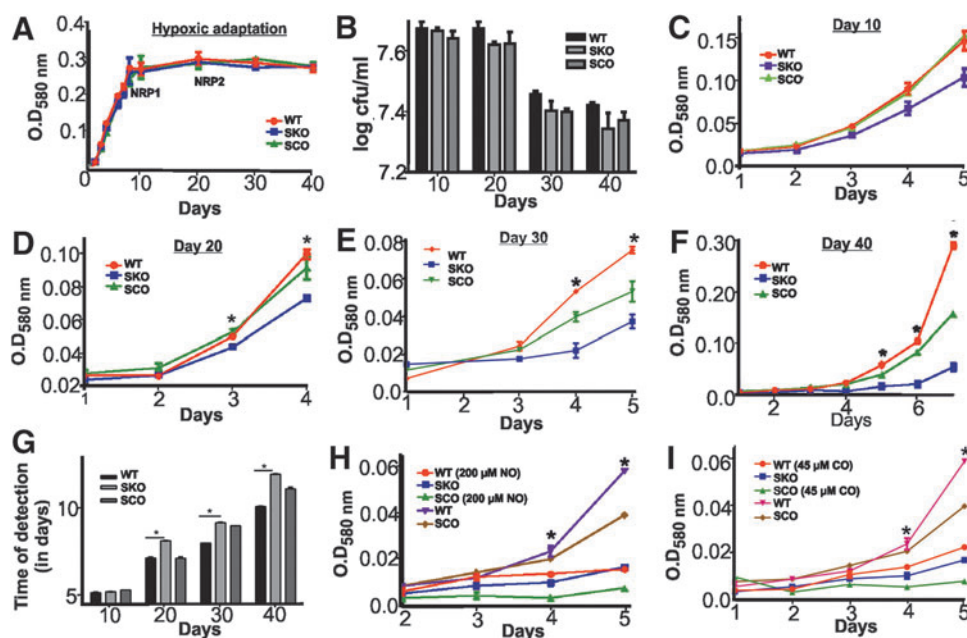 A
Hypoxic adaptation
O.D580 nm
0.4
0.3
0.2
0.1
NRP1
NRP2
WT
SKO
SCO
0 10 20 30 40
Days
B
log cfu/ml
7.6
7.4
7.2
WT
SKO
SCO
10 20 30 40
Days
C
Day 10
O.D580 nm
0.15
0.10
0.05
0.00
WT
SKO
SCO
1 2 3 4 5
Days
D
Day 20
O.D580 nm
0.10
0.08
0.06
0.04
0.02
WT
SKO
SCO
* *
1 2 3 4
Days
E
Day 30
O.D580 nm
0.08
0.06
0.04
0.02
0.00
WT
SKO
SCO
* *
1 2 3 4 5
Days
F
Day 40
O.D580 nm
0.30
0.20
0.10
0.00
WT
SKO
SCO
* * *
2 4 6
Days
G
Time of detection
(in days)
10
5
WT
SKO
SCO
* * *
10 20 30 40
Days
H
O.D580 nm
0.06
0.04
0.02
0.0
WT (200 µM NO)
SKO
SCO (200 µM NO)
WT
SCO
* *
2 3 4 5
Days
I
O.D580 nm
0.06
0.04
0.02
0.00
WT (45 µM CO)
SKO
SCO (45 µM CO)
WT
SCO
* *
1 2 3 4 5
Days